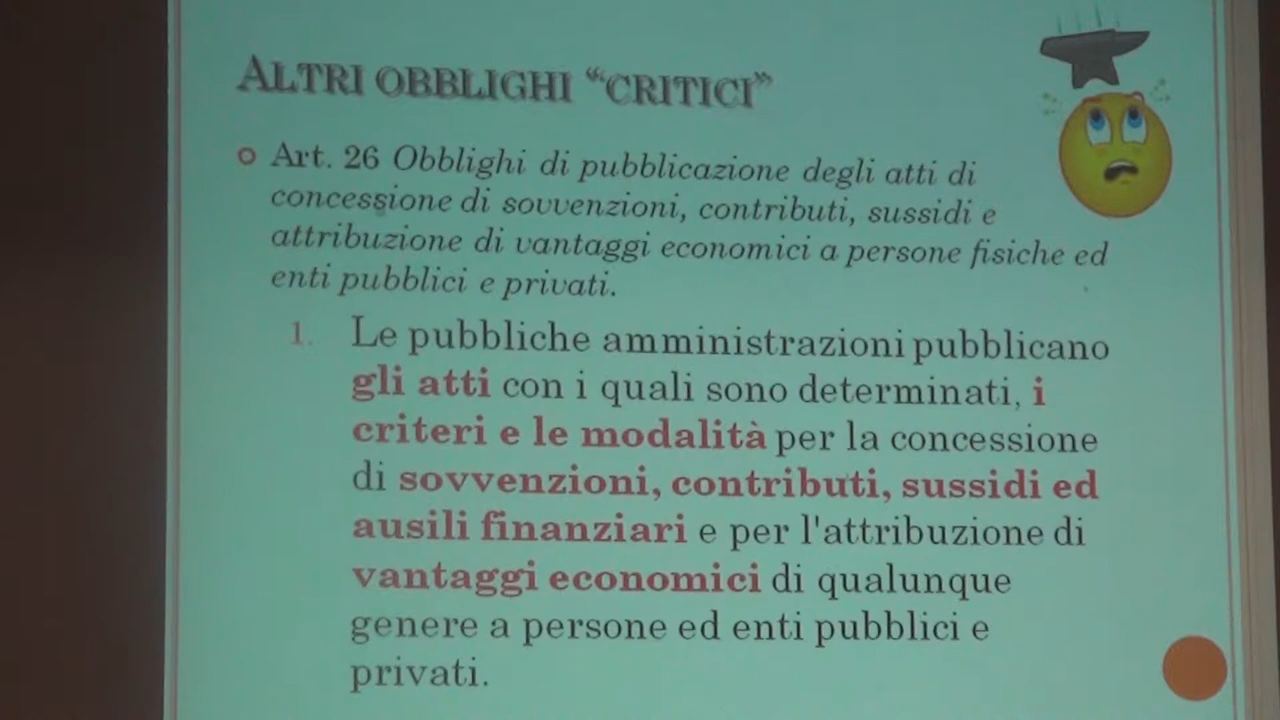 ALTRI OBBLIGHI “CRITICI”
Art. 26 Obblighi di pubblicazione degli atti di
concessione di sovvenzioni, contributi, sussidi e
attribuzione di vantaggi economici a persone fisiche ed
enti pubblici e privati.
1. Le pubbliche amministrazioni pubblicano
gli atti con i quali sono determinati, i
criteri e le modalità per la concessione
di sovvenzioni, contributi, sussidi ed
ausili finanziari e per l'attribuzione di
vantaggi economici di qualunque
genere a persone ed enti pubblici e
privati.